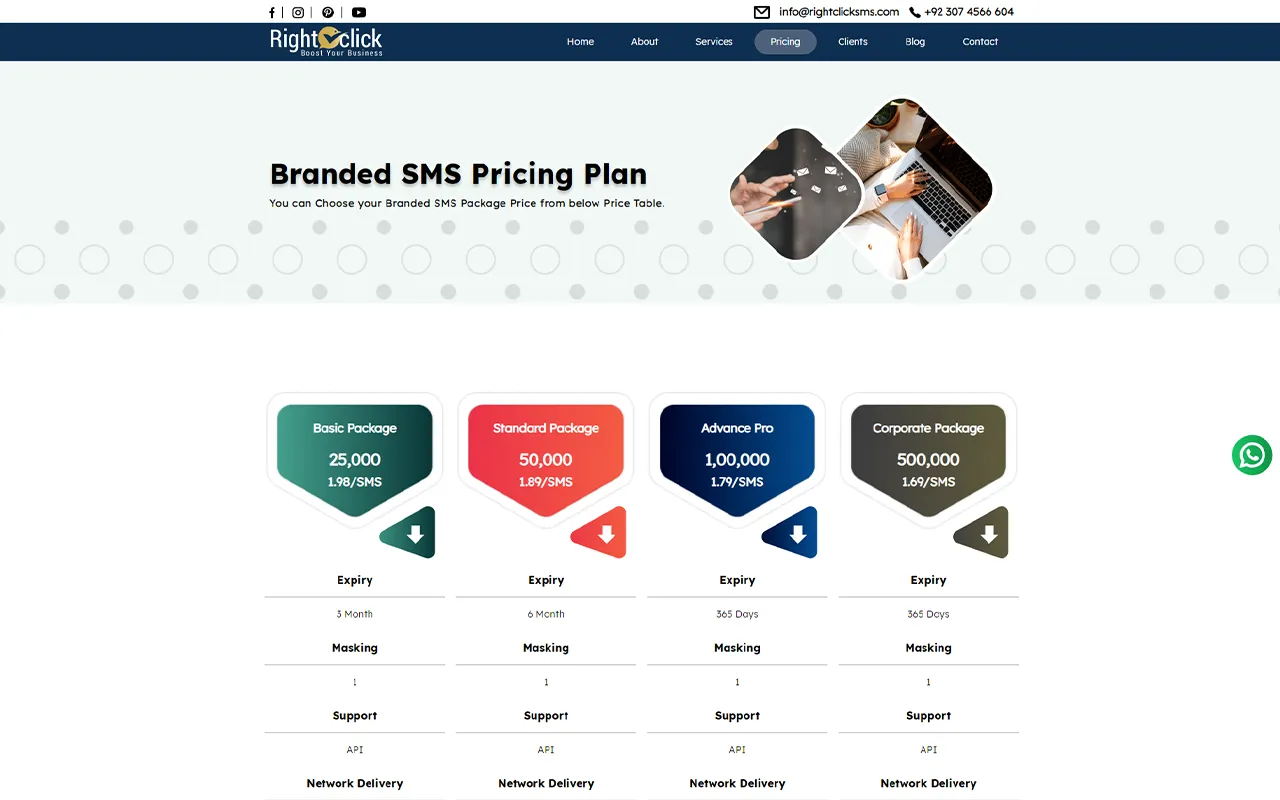 info@rightclicksms.com +92 307 4566 604
Right click
Boost Your Business
Home About Services Pricing Clients Blog Contact
Branded SMS Pricing Plan
You can Choose your Branded SMS Package Price from below Price Table.
Basic Package Standard Package Advance Pro Corporate Package
25,000 50,000 1,00,000 500,000
1.98/SMS 1.89/SMS 1.79/SMS 1.69/SMS
Expiry Expiry Expiry Expiry
3 Month 6 Month 365 Days 365 Days
Masking Masking Masking Masking
1 1 1 1
Support Support Support Support
API API API API
Network Delivery Network Delivery Network Delivery Network Delivery